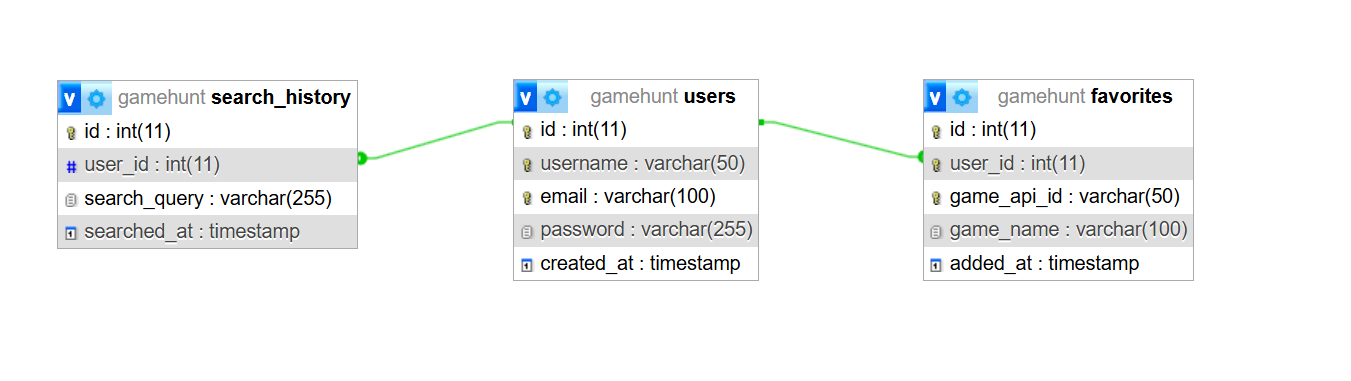 gamehunt search_history
id : int(11)
user_id : int(11)
search_query : varchar(255)
searched_at : timestamp
gamehunt users
id : int(11)
username : varchar(50)
email : varchar(100)
password : varchar(255)
created_at : timestamp
gamehunt favorites
id : int(11)
user_id : int(11)
game_api_id : varchar(50)
game_name : varchar(100)
added_at : timestamp